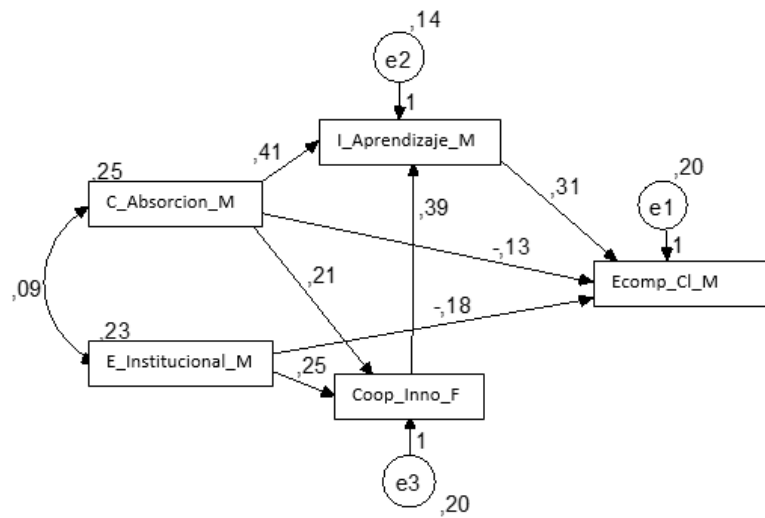 ,14
e2
1
I_Aprendizaje_M
,41
,25
C_Absorcion_M
,39
,31
,20
e1
1
-,13
Ecomp_Cl_M
,21
,09
-,18
,23
E_Institucional_M
,25
Coop_Inno_F
1
e3
,20